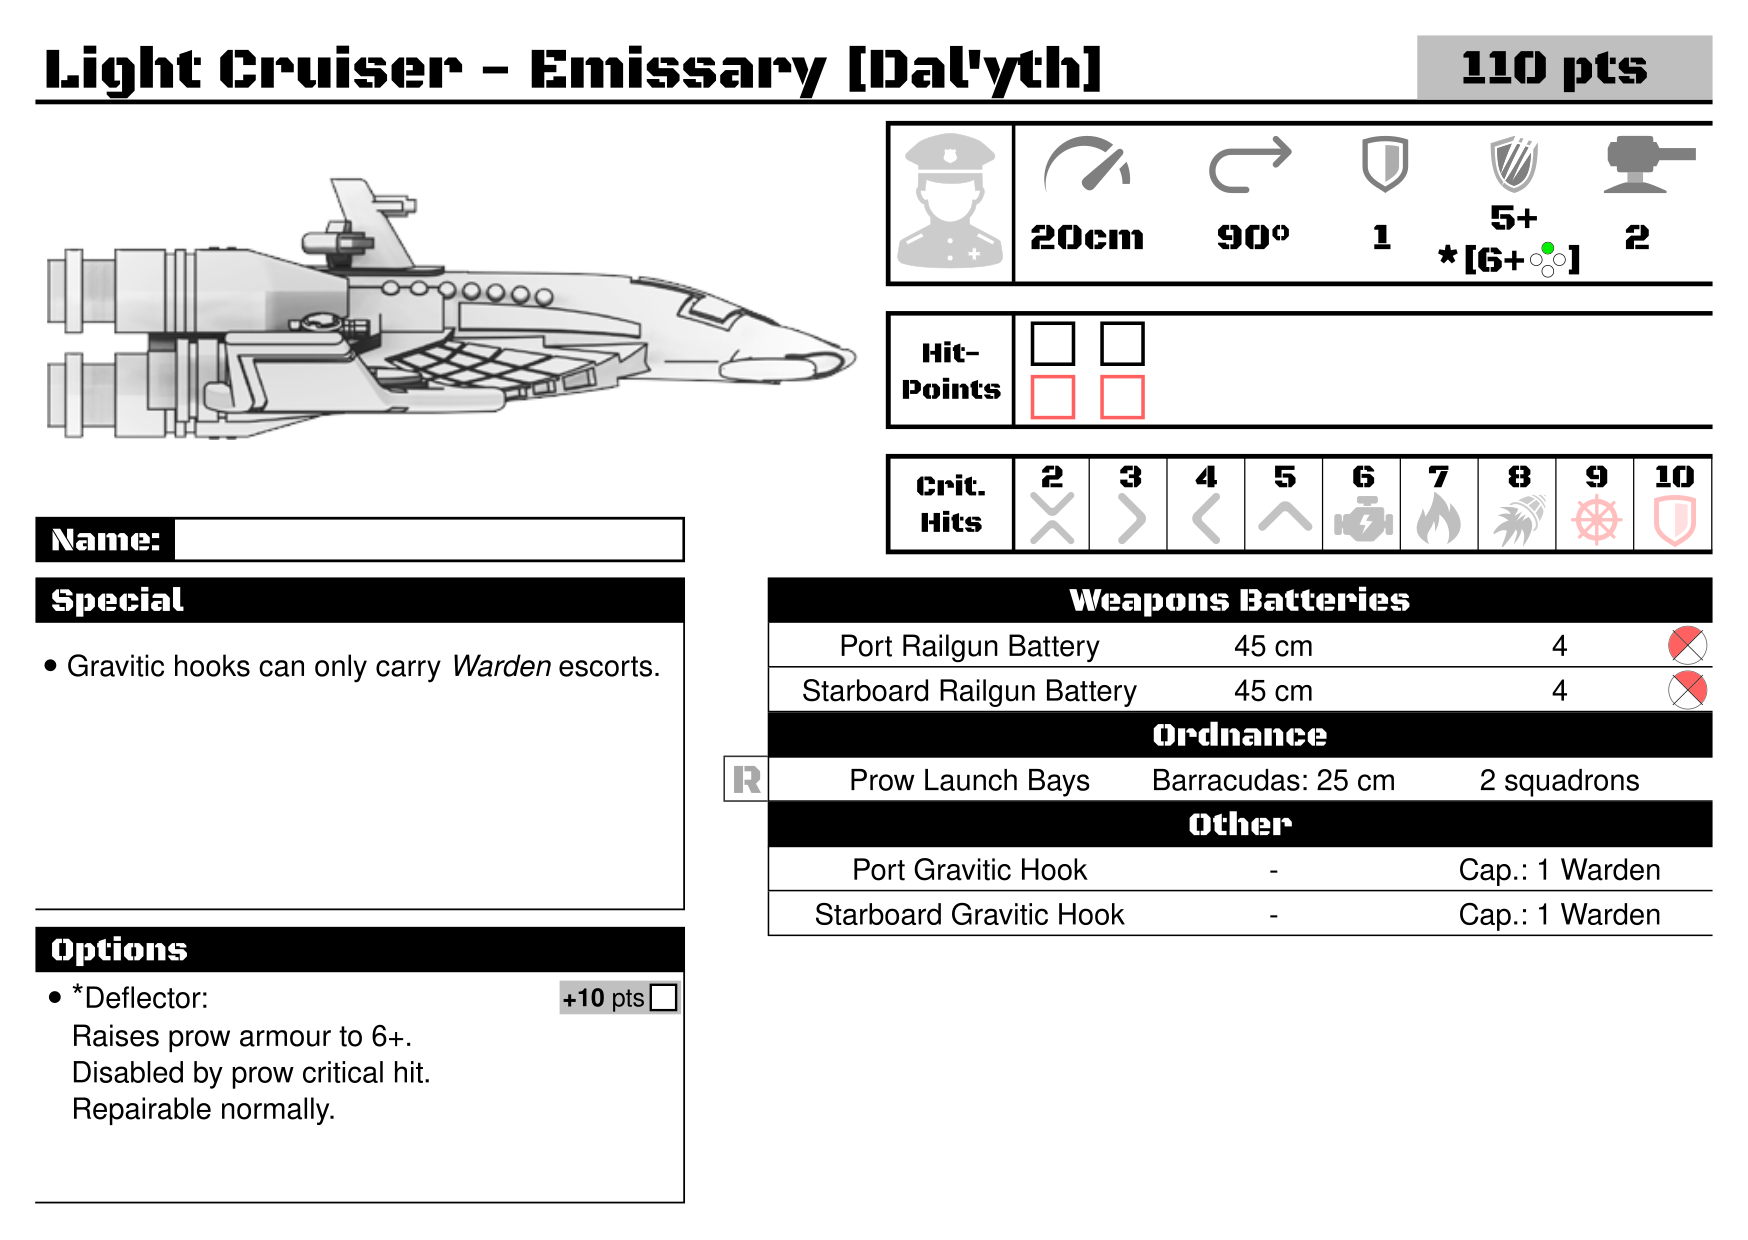 Light Cruiser - Emissary [Dal'yth]
110 pts
20cm 90º 1 5+ *[6+ ] 2
Hit-
Points
Crit.
Hits
2 3 4 5 6 7 8 9 10
Name:
Special
• Gravitic hooks can only carry Warden escorts.
Options
• *Deflector: +10 pts
Raises prow armour to 6+.
Disabled by prow critical hit.
Repairable normally.
Weapons Batteries
Port Railgun Battery 45 cm 4
Starboard Railgun Battery 45 cm 4
Ordnance
R Prow Launch Bays Barracudas: 25 cm 2 squadrons
Other
Port Gravitic Hook - Cap.: 1 Warden
Starboard Gravitic Hook - Cap.: 1 Warden